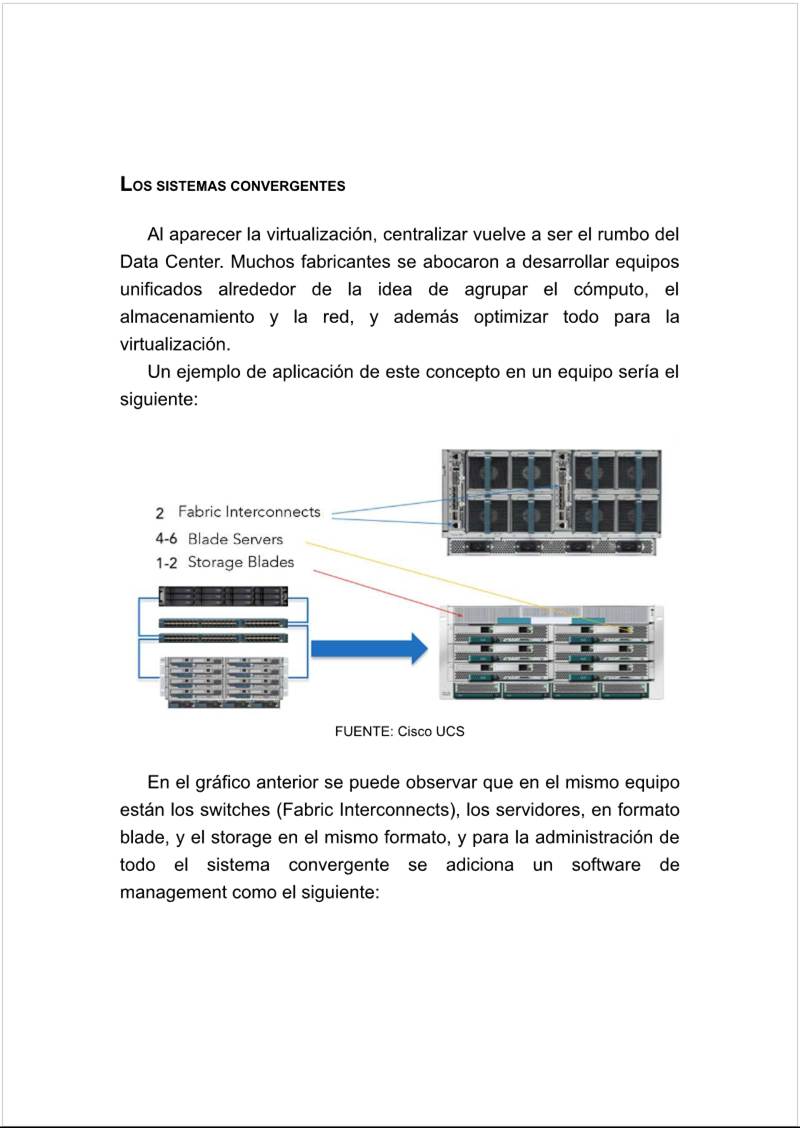 LOS SISTEMAS CONVERGENTES
Al aparecer la virtualización, centralizar vuelve a ser el rumbo del
Data Center. Muchos fabricantes se abocaron a desarrollar equipos
unificados alrededor de la idea de agrupar el cómputo, el
almacenamiento y la red, y además optimizar todo para la
virtualización.
Un ejemplo de aplicación de este concepto en un equipo sería el
siguiente:
2 Fabric Interconnects
4-6 Blade Servers
1-2 Storage Blades
FUENTE: Cisco UCS
En el gráfico anterior se puede observar que en el mismo equipo
están los switches (Fabric Interconnects), los servidores, en formato
blade, y el storage en el mismo formato, y para la administración de
todo el sistema convergente se adiciona un software de
management como el siguiente: